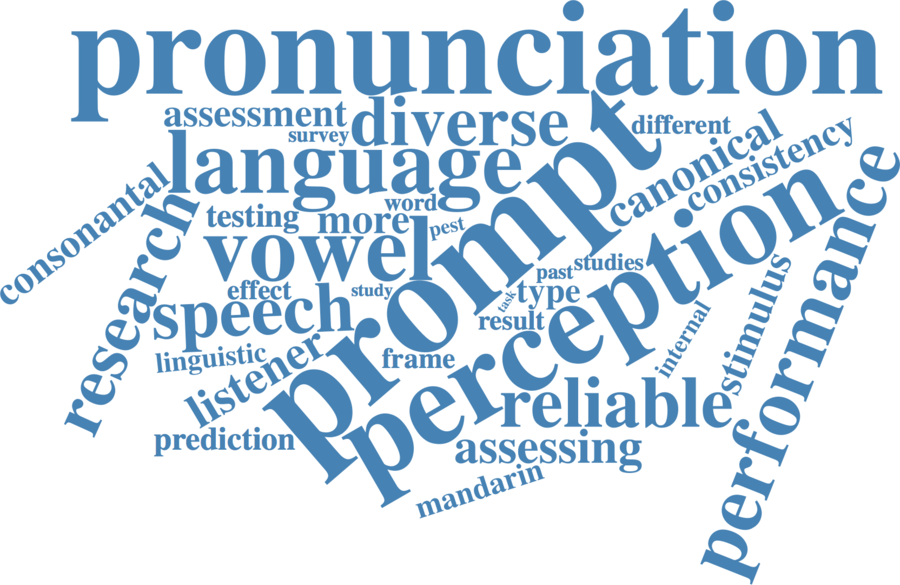 pronunciation
assessment
survey
diverse
different
language
prompt
canonical
consistency
consonantal
word
testing
more
pest
vowel
perception
performance
research
effect
study
past
studies
task
type
stimulus
speech
result
internal
linguistic
listener
frame
reliable
prediction
assessing
mandarin